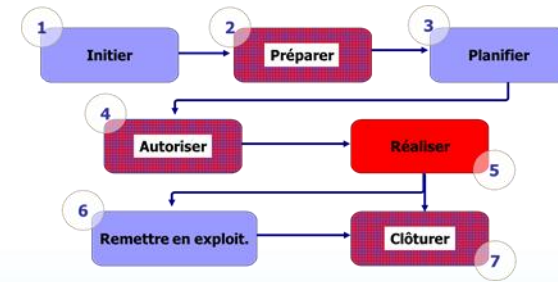 1
Initier
2
Préparer
3
Planifier
4
Autoriser
Réaliser
5
6
Remettre en exploit.
Clôturer
7